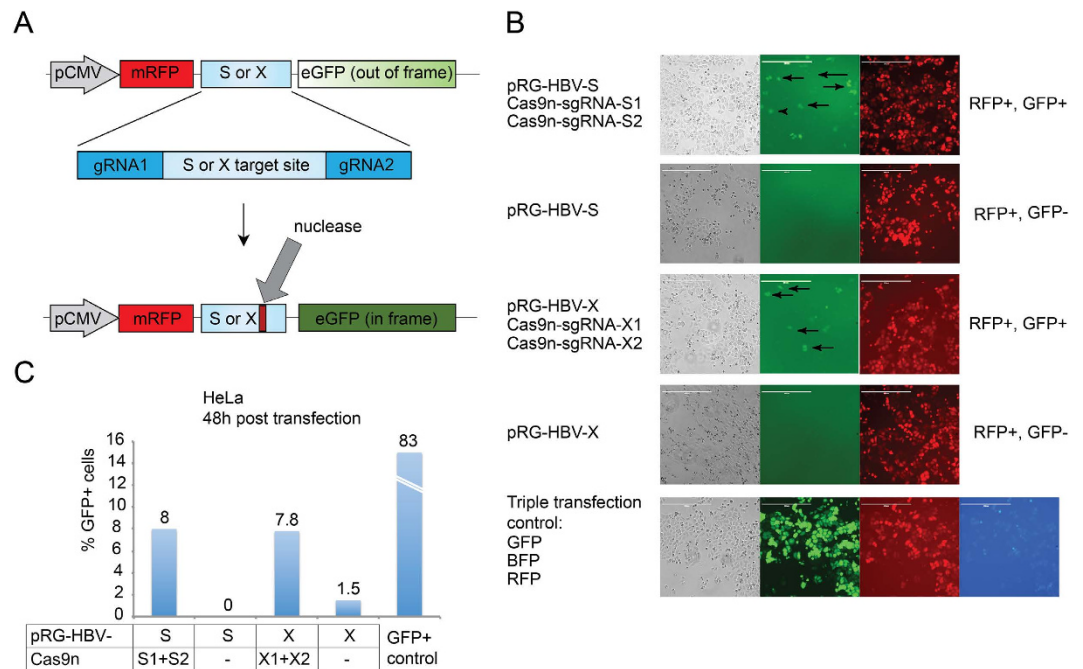 A
pCMV
mRFP
S or X
eGFP (out of frame)
gRNA1
S or X target site
gRNA2
nuclease
pCMV
mRFP
S or X
eGFP (in frame)
B
pRG-HBV-S
Cas9n-sgRNA-S1
Cas9n-sgRNA-S2
RFP+, GFP+
pRG-HBV-S
RFP+, GFP-
pRG-HBV-X
Cas9n-sgRNA-X1
Cas9n-sgRNA-X2
RFP+, GFP+
pRG-HBV-X
RFP+, GFP-
Triple transfection
control:
GFP
BFP
RFP
C
HeLa
48h post transfection
% GFP+ cells
16
14
12
10
8
6
4
2
0
8
0
7.8
1.5
83
pRG-HBV- S S X X GFP+
control
Cas9n S1+S2 - X1+X2 -